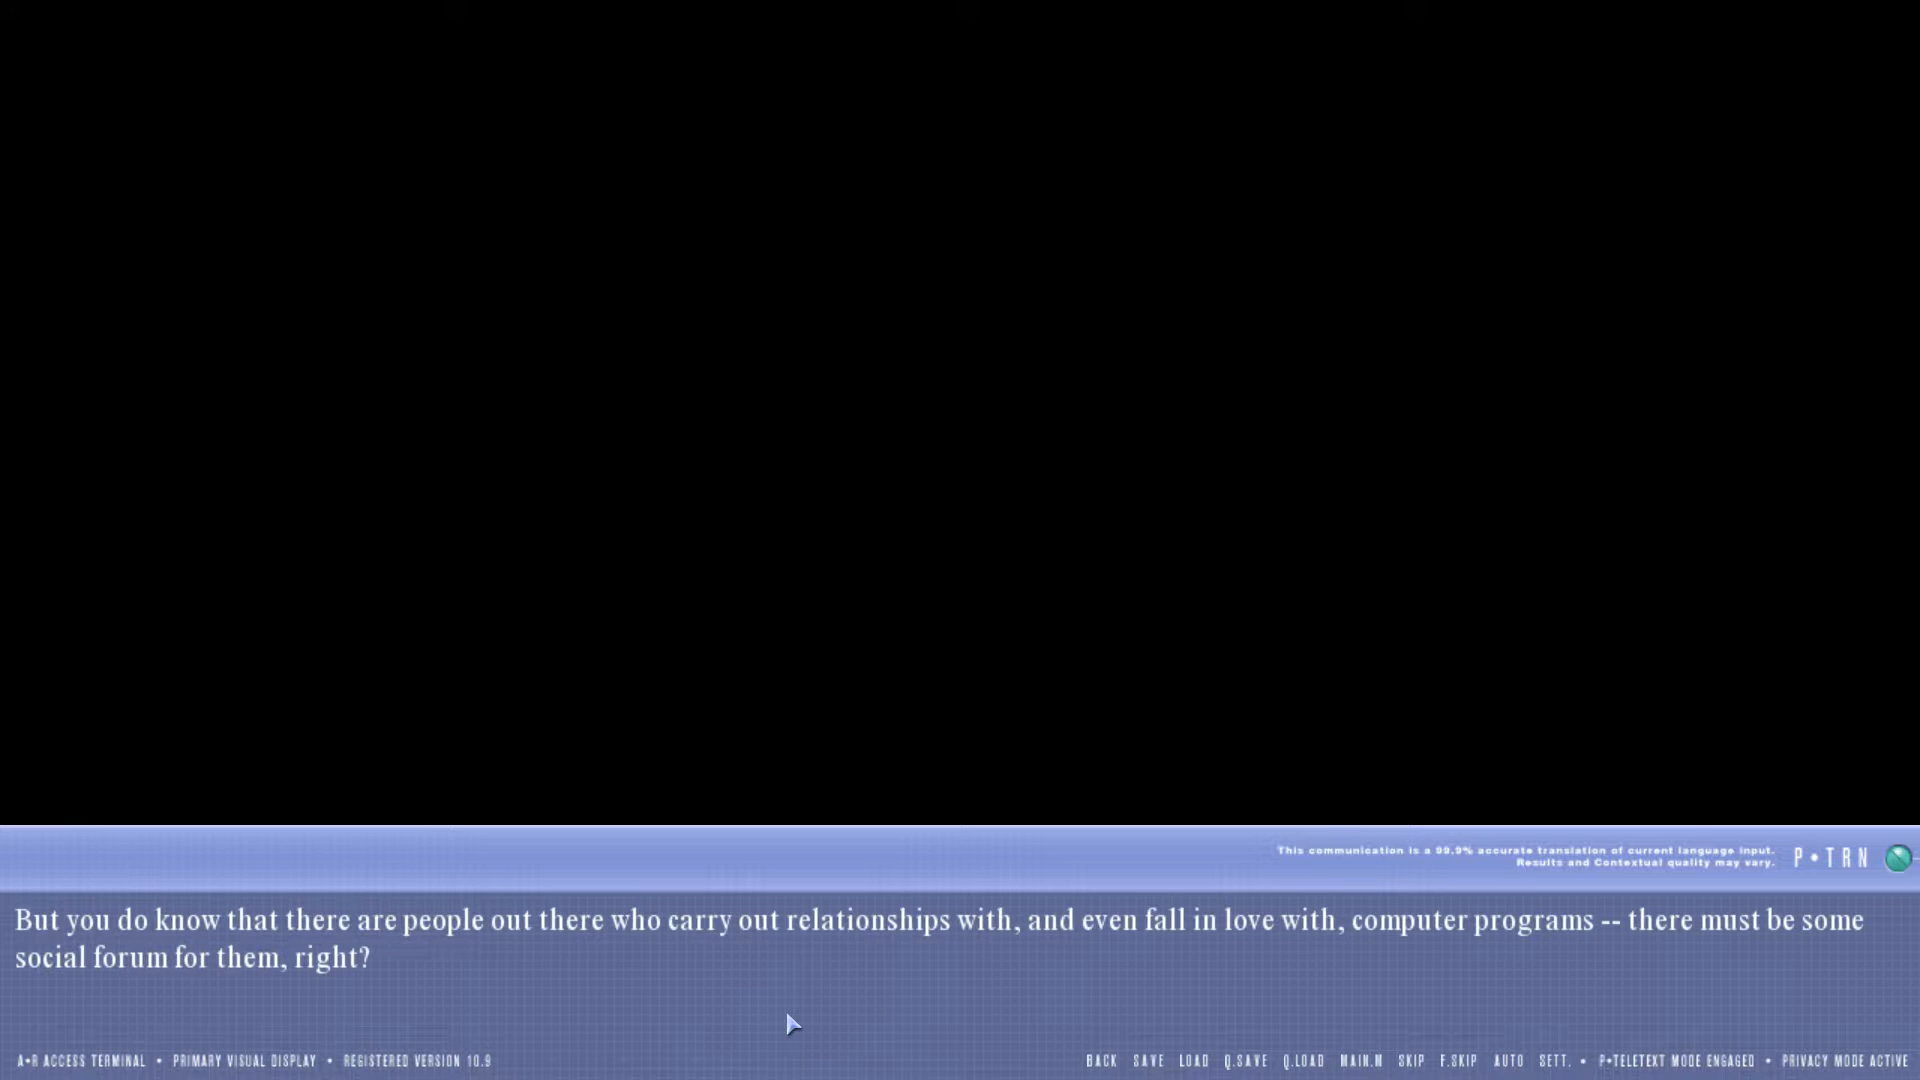 This communication is a 99.9% accurate translation of current language input.
Results and Contextual quality may vary.
P•TRN
But you do know that there are people out there who carry out relationships with, and even fall in love with, computer programs -- there must be some
social forum for them, right?
A•R ACCESS TERMINAL • PRIMARY VISUAL DISPLAY • REGISTERED VERSION 10.9
BACK SAVE LOAD Q.SAVE Q.LOAD MAIN.M SKIP F.SKIP AUTO SETT. • P•TELETEXT MODE ENGAGED • PRIVACY MODE ACTIVE